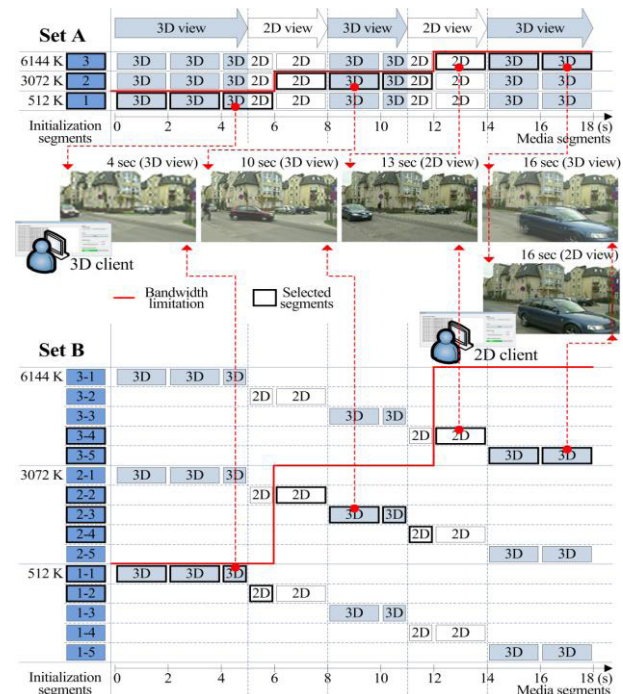 3D view 2D view 3D view 2D view 3D view
Set A
6144 K 3 3D 3D 3D 2D 2D 3D 3D 2D 2D 3D 3D
3072 K 2 3D 3D 3D 2D 2D 3D 3D 2D 2D 3D 3D
512 K 1 3D 3D 3D 2D 2D 3D 3D 2D 2D 3D 3D
Initialization segments
0 2 4 6 8 10 12 14 16 18 (s)
Media segments
4 sec (3D view) 10 sec (3D view) 13 sec (2D view) 16 sec (3D view)
16 sec (2D view)
3D client
Bandwidth limitation
Selected segments
2D client
Set B
6144 K 3-1 3D 3D 3D
3-2 2D 2D
3-3 3D 3D
3-4 2D 2D
3-5 3D 3D
3072 K 2-1 3D 3D 3D
2-2 2D 2D
2-3 3D 3D
2-4 2D 2D
2-5 3D 3D
512 K 1-1 3D 3D 3D
1-2 2D 2D
1-3 3D 3D
1-4 2D 2D
1-5 3D 3D
Initialization segments
0 2 4 6 8 10 12 14 16 18 (s)
Media segments